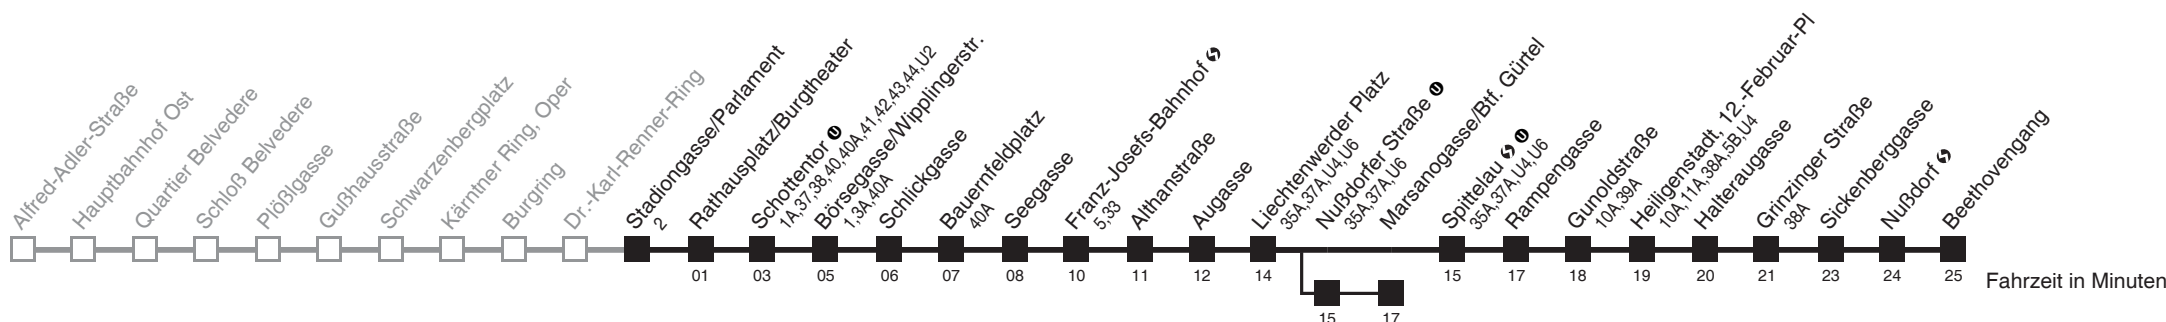 Alfred-Adler-Straße
Hauptbahnhof Ost
Quartier Belvedere
Schloß Belvedere
Plößlgasse
Gußhausstraße
Schwarzenbergplatz
Kärntner Ring, Oper
Burgring
Dr.-Karl-Renner-Ring
Stadiongasse/Parlament
2
Rathausplatz/Burgtheater
Schottentor U
1A,37,38,40,40A,41,42,43,44,U2
Börsegasse/Wipplingerstr.
1,3A,40A
Schlickgasse
Bauernfeldplatz
40A
Seegasse
Franz-Josefs-Bahnhof S
5,33
Althanstraße
Augasse
Liechtenwerder Platz
35A,37A,U4,U6
Nußdorfer Straße U
35A,37A,U6
Marsanogasse/Btf. Gürtel
Spittelau S U
35A,37A,U4,U6
Rampengasse
Gunoldstraße
10A,39A
Heiligenstadt, 12.-Februar-Pl
10A,11A,38A,5B,U4
Halteraugasse
Grinzinger Straße
38A
Sickenberggasse
Nußdorf S
Beethovengang
01 03 05 06 07 08 10 11 12 14 15 17 18 19 20 21 23 24 25
Fahrzeit in Minuten
15 17